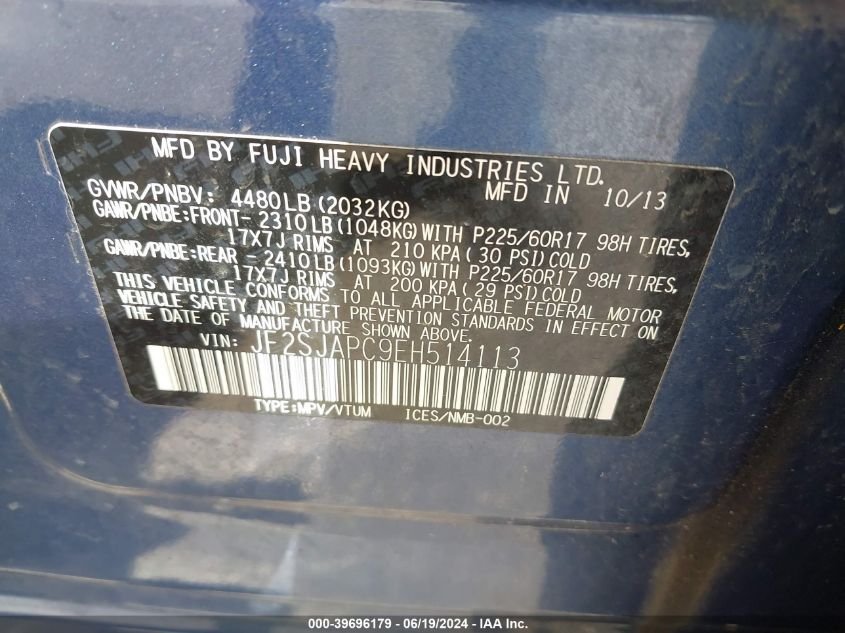 MFD BY FUJI HEAVY INDUSTRIES LTD.
MFD IN 10/13
GVWR/PNBV: 4480LB(2032KG)
GAWR/PNBE:FRONT- 2310LB(1048KG)WITH P225/60R17 98H TIRES,
17X7J RIMS AT 210 KPA(30 PSI)COLD
GAWR/PNBE:REAR - 2410LB(1093KG)WITH P225/60R17 98H TIRES,
17X7J RIMS AT 200 KPA(29 PSI)COLD
THIS VEHICLE CONFORMS TO ALL APPLICABLE FEDERAL MOTOR
VEHICLE SAFETY AND THEFT PREVENTION STANDARDS IN EFFECT ON
THE DATE OF MANUFACTURE SHOWN ABOVE.
VIN: JF2SJAPC9EH514113
TYPE:MPV/VTUM ICES/NMB-002
000-39696179 - 06/19/2024 - IAA Inc.